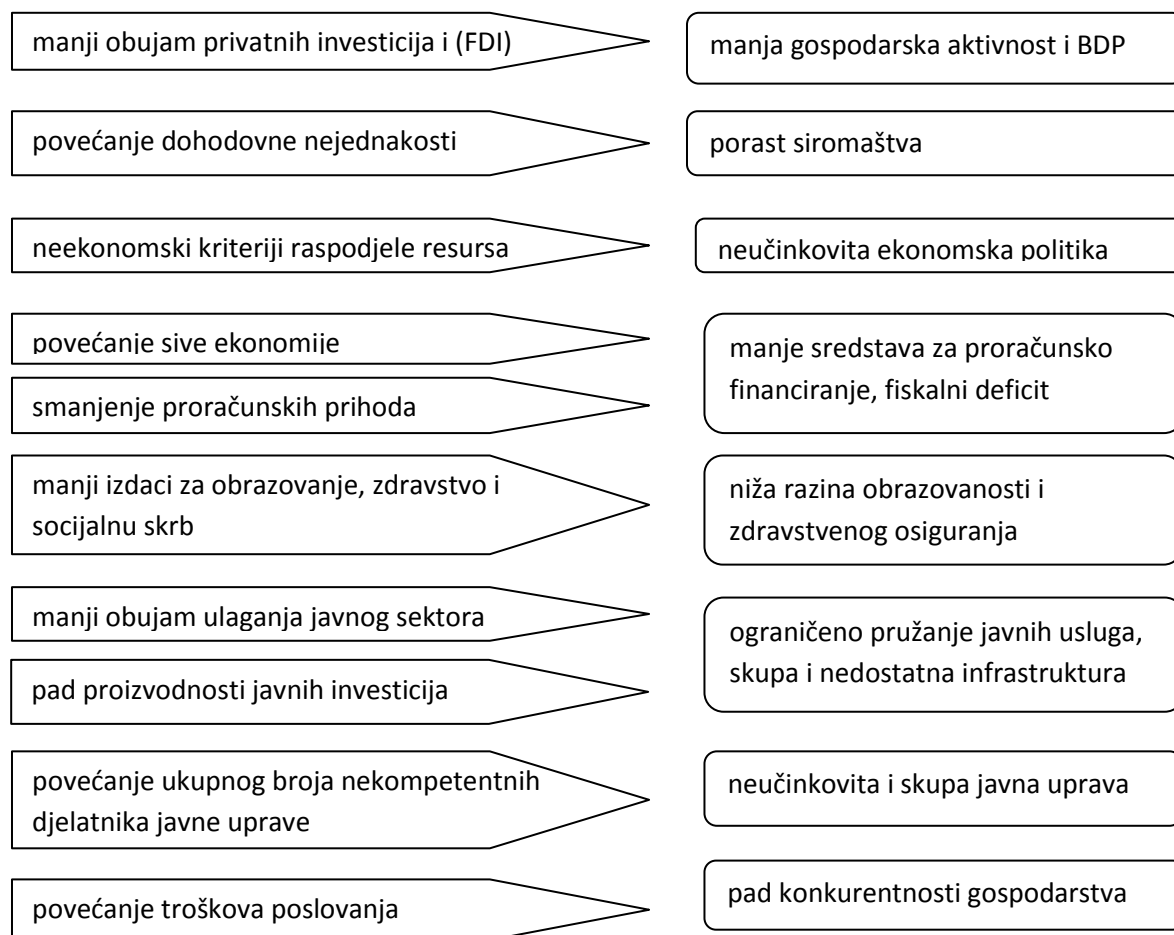 manji obujam privatnih investicija i (FDI)
manja gospodarska aktivnost i BDP
povećanje dohodovne nejednakosti
porast siromaštva
neekonomski kriteriji raspodjele resursa
neučinkovita ekonomska politika
povećanje sive ekonomije
smanjenje proračunskih prihoda
manje sredstava za proračunsko
financiranje, fiskalni deficit
manji izdaci za obrazovanje, zdravstvo i
socijalnu skrb
niža razina obrazovanosti i
zdravstvenog osiguranja
manji obujam ulaganja javnog sektora
pad proizvodnosti javnih investicija
ograničeno pružanje javnih usluga,
skupa i nedostatna infrastruktura
povećanje ukupnog broja nekompetentnih
djelatnika javne uprave
neučinkovita i skupa javna uprava
povećanje troškova poslovanja
pad konkurentnosti gospodarstva